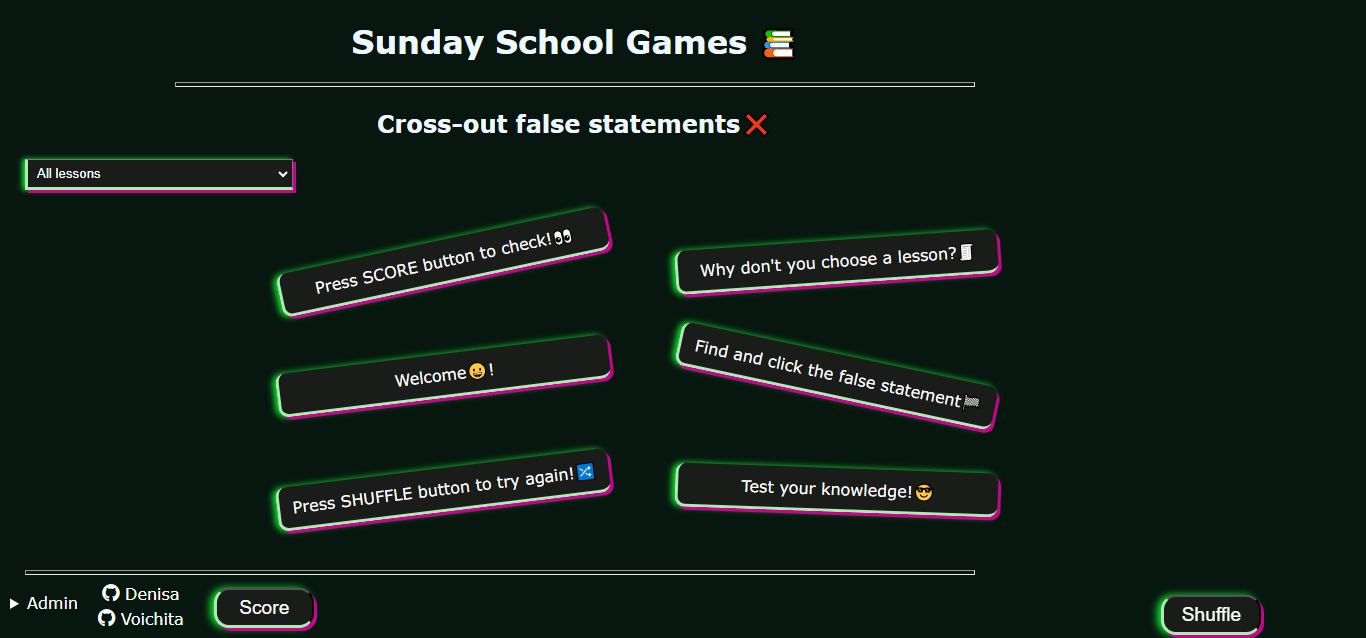 Sunday School Games 📚
Cross-out false statements❌
All lessons
Press SCORE button to check!👀
Why don't you choose a lesson?📜
Welcome😀!
Find and click the false statement🏁
Press SHUFFLE button to try again!🔀
Test your knowledge!😎
Admin
Denisa
Voichita
Score
Shuffle